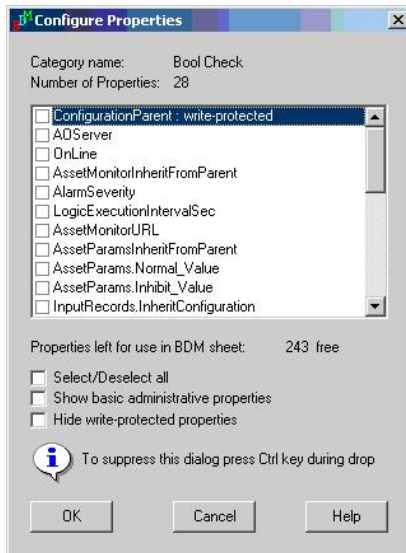 BDM Configure Properties
Category name: Bool Check
Number of Properties: 28
ConfigurationParent : write-protected
AOServer
OnLine
AssetMonitorInheritFromParent
AlarmSeverity
LogicExecutionIntervalSec
AssetMonitorURL
AssetParamsInheritFromParent
AssetParams.Normal_Value
AssetParams.Inhibit_Value
InputRecords.InheritConfiguration
Properties left for use in BDM sheet: 243 free
Select/Deselect all
Show basic administrative properties
Hide write-protected properties
To suppress this dialog press Ctrl key during drop
OK Cancel Help